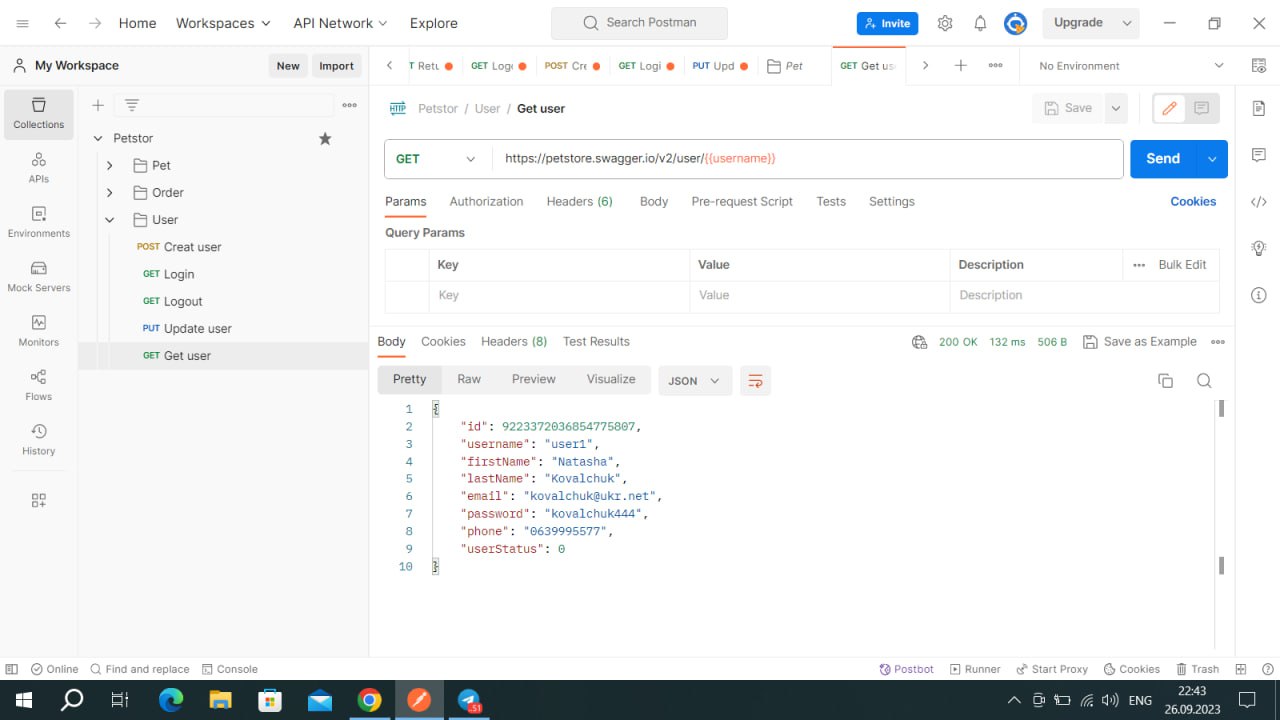 Home Workspaces API Network Explore Search Postman Invite Upgrade
My Workspace New Import
T Retu GET Logo POST Cre GET Logi PUT Upd Pet GET Get us No Environment
Collections
APIs
Environments
Mock Servers
Monitors
Flows
History
Petstor
Pet
Order
User
POST Creat user
GET Login
GET Logout
PUT Update user
GET Get user
Petstor / User / Get user Save
GET https://petstore.swagger.io/v2/user/{{username}} Send
Params Authorization Headers (6) Body Pre-request Script Tests Settings Cookies
Query Params
Key Value Description Bulk Edit
Key Value Description
Body Cookies Headers (8) Test Results 200 OK 132 ms 506 B Save as Example
Pretty Raw Preview Visualize JSON
1 {
2 "id": 9223372036854775807,
3 "username": "user1",
4 "firstName": "Natasha",
5 "lastName": "Kovalchuk",
6 "email": "kovalchuk@ukr.net",
7 "password": "kovalchuk444",
8 "phone": "0639995577",
9 "userStatus": 0
10 }
Online Find and replace Console Postbot Runner Start Proxy Cookies Trash
51 ENG 22:43
26.09.2023